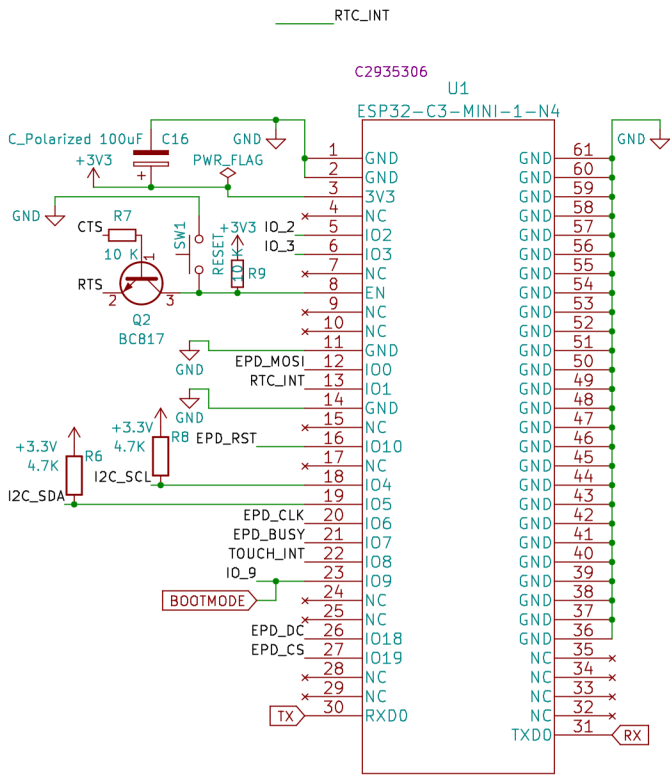 RTC_INT
C2935306
U1
ESP32-C3-MINI-1-N4
C_Polarized 100uF C16
GND
GND
+3V3
PWR_FLAG
+
1 GND
2 GND
3 3V3
4 NC
5 IO2
6 IO3
7 NC
8 EN
9 NC
10 NC
11 GND
12 IO0
13 IO1
14 GND
15 NC
16 IO10
17 NC
18 IO4
19 IO5
20 IO6
21 IO7
22 IO8
23 IO9
24 NC
25 NC
26 IO18
27 IO19
28 NC
29 NC
30 RXD0
GND 61
GND 60
GND 59
GND 58
GND 57
GND 56
GND 55
GND 54
GND 53
GND 52
GND 51
GND 50
GND 49
GND 48
GND 47
GND 46
GND 45
GND 44
GND 43
GND 42
GND 41
GND 40
GND 39
GND 38
GND 37
GND 36
NC 35
NC 34
NC 33
NC 32
TXD0 31
GND
R7
CTS
10 K
1
RTS
2
3
Q2
BC817
SW1
RESET
+3V3
10 K
R9
IO_2
IO_3
GND
EPD_MOSI
RTC_INT
GND
+3.3V
4.7K
R8
EPD_RST
+3.3V
4.7K
R6
I2C_SCL
I2C_SDA
EPD_CLK
EPD_BUSY
TOUCH_INT
IO_9
BOOTMODE
EPD_DC
EPD_CS
TX
RX